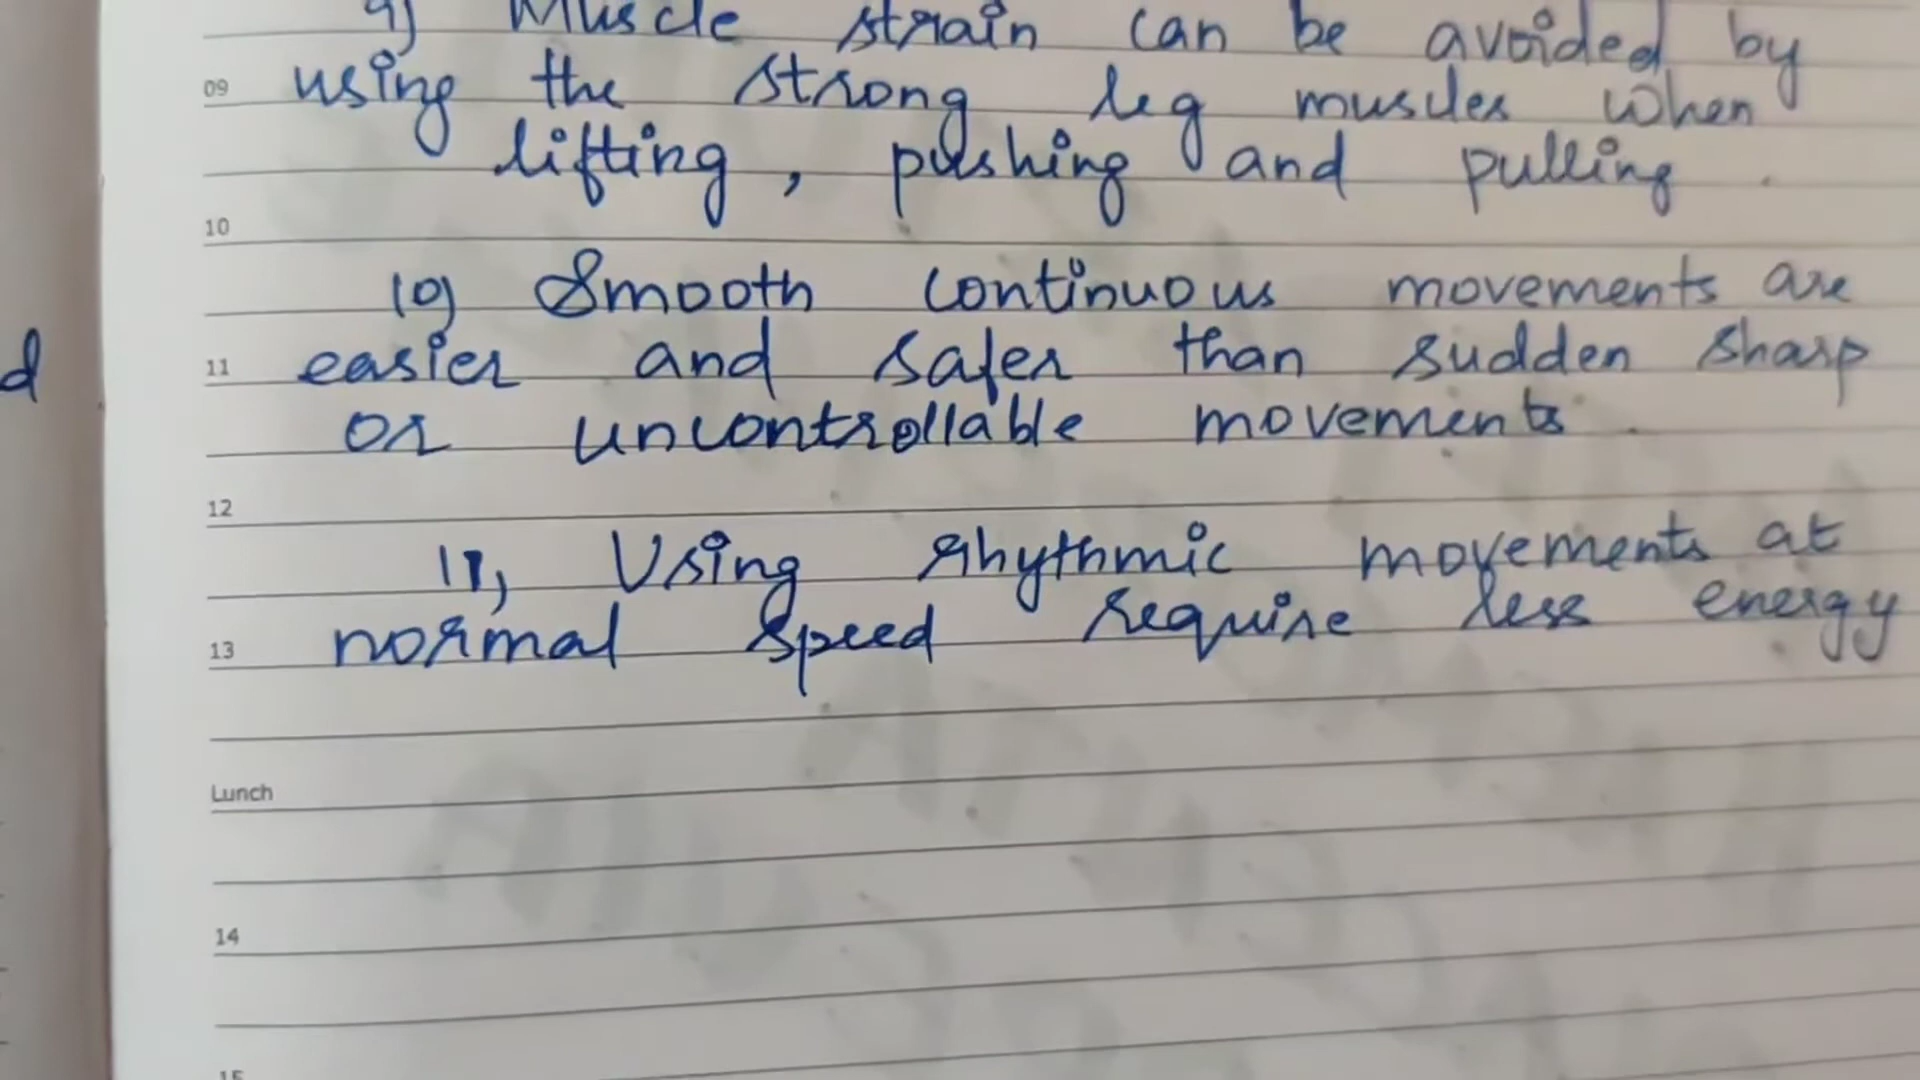 9) Muscle strain can be avoided by
09 using the strong leg muscles when
lifting, pushing and pulling.
10
10) Smooth continuous movements are
d
11 easier and safer than sudden sharp
or uncontrollable movements.
12
11) Using rhythmic movements at
13 normal speed require less energy
Lunch
14
15